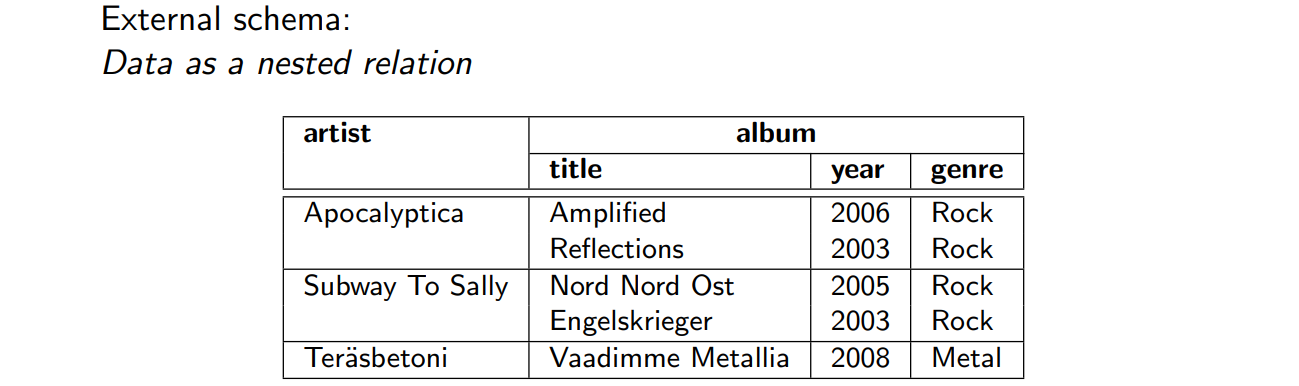 External schema:
Data as a nested relation
artist album
title year genre
Apocalyptica Amplified 2006 Rock
Reflections 2003 Rock
Subway To Sally Nord Nord Ost 2005 Rock
Engelskrieger 2003 Rock
Teräsbetoni Vaadimme Metallia 2008 Metal